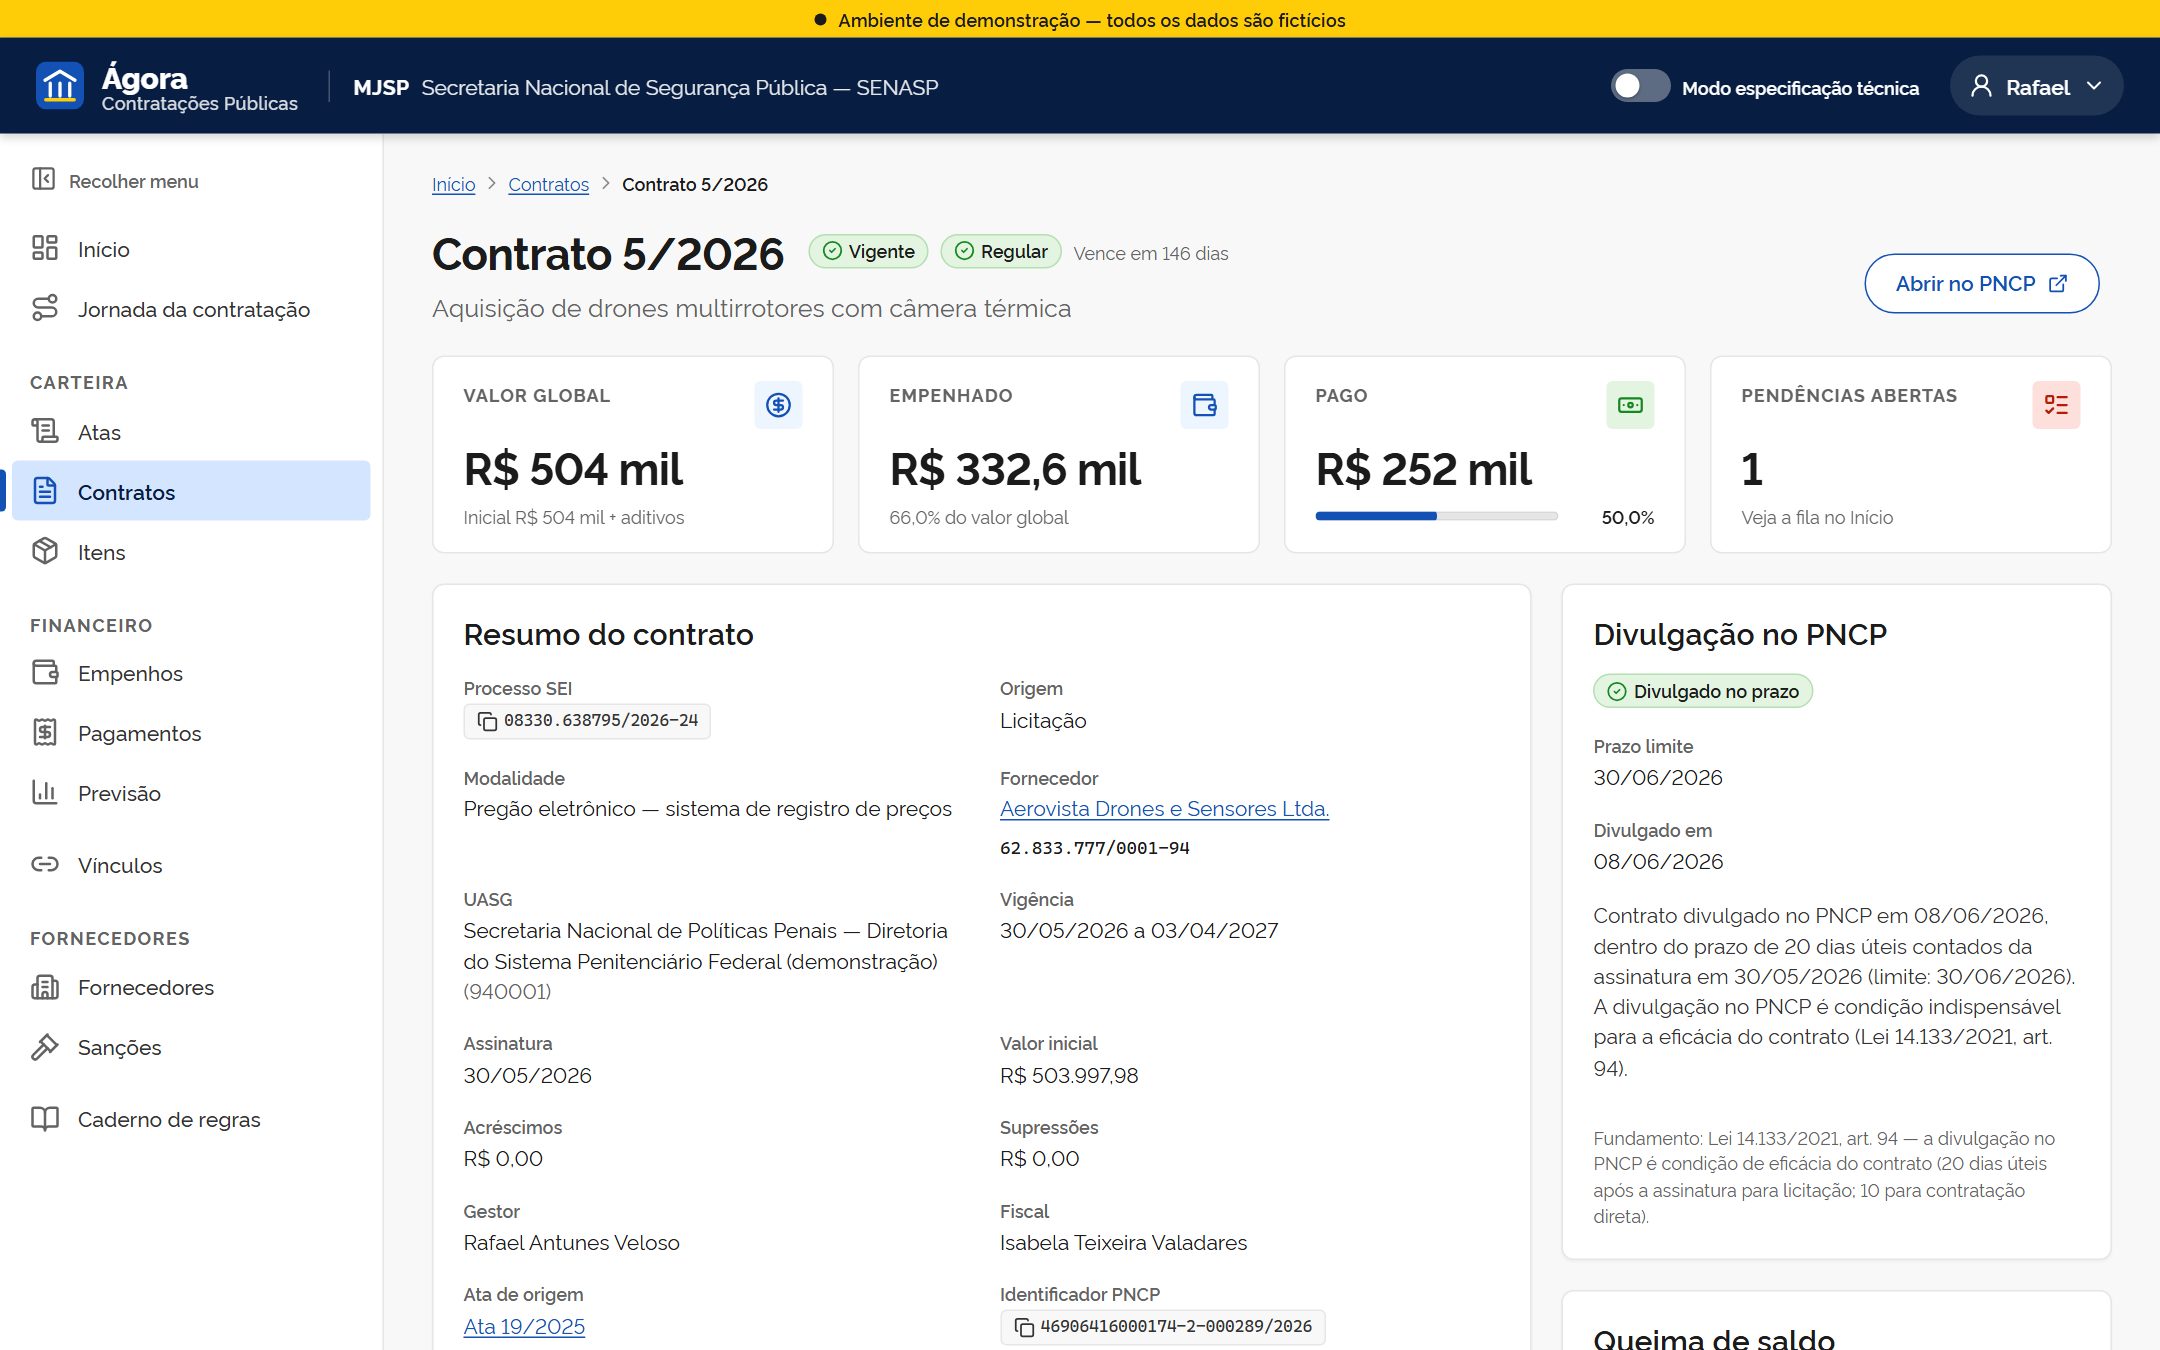 Ambiente de demonstração — todos os dados são fictícios
Ágora
Contratações Públicas
MJSP Secretaria Nacional de Segurança Pública — SENASP
Modo especificação técnica
Rafael
Recolher menu
Início
Jornada da contratação
CARTEIRA
Atas
Contratos
Itens
FINANCEIRO
Empenhos
Pagamentos
Previsão
Vínculos
FORNECEDORES
Fornecedores
Sanções
Caderno de regras
Início > Contratos > Contrato 5/2026
Contrato 5/2026 Vigente Regular Vence em 146 dias
Aquisição de drones multirrotores com câmera térmica
Abrir no PNCP
VALOR GLOBAL
R$ 504 mil
Inicial R$ 504 mil + aditivos
EMPENHADO
R$ 332,6 mil
66,0% do valor global
PAGO
R$ 252 mil
50,0%
PENDÊNCIAS ABERTAS
1
Veja a fila no Início
Resumo do contrato
Processo SEI
08330.638795/2026-24
Origem
Licitação
Modalidade
Pregão eletrônico — sistema de registro de preços
Fornecedor
Aerovista Drones e Sensores Ltda.
62.833.777/0001-94
UASG
Secretaria Nacional de Políticas Penais — Diretoria
do Sistema Penitenciário Federal (demonstração)
(940001)
Vigência
30/05/2026 a 03/04/2027
Assinatura
30/05/2026
Valor inicial
R$ 503.997,98
Acréscimos
R$ 0,00
Supressões
R$ 0,00
Gestor
Rafael Antunes Veloso
Fiscal
Isabela Teixeira Valadares
Ata de origem
Ata 19/2025
Identificador PNCP
46906416000174-2-000289/2026
Divulgação no PNCP
Divulgado no prazo
Prazo limite
30/06/2026
Divulgado em
08/06/2026
Contrato divulgado no PNCP em 08/06/2026,
dentro do prazo de 20 dias úteis contados da
assinatura em 30/05/2026 (limite: 30/06/2026).
A divulgação no PNCP é condição indispensável
para a eficácia do contrato (Lei 14.133/2021, art.
94).
Fundamento: Lei 14.133/2021, art. 94 — a divulgação no
PNCP é condição de eficácia do contrato (20 dias úteis
após a assinatura para licitação; 10 para contratação
direta).
Queima de saldo